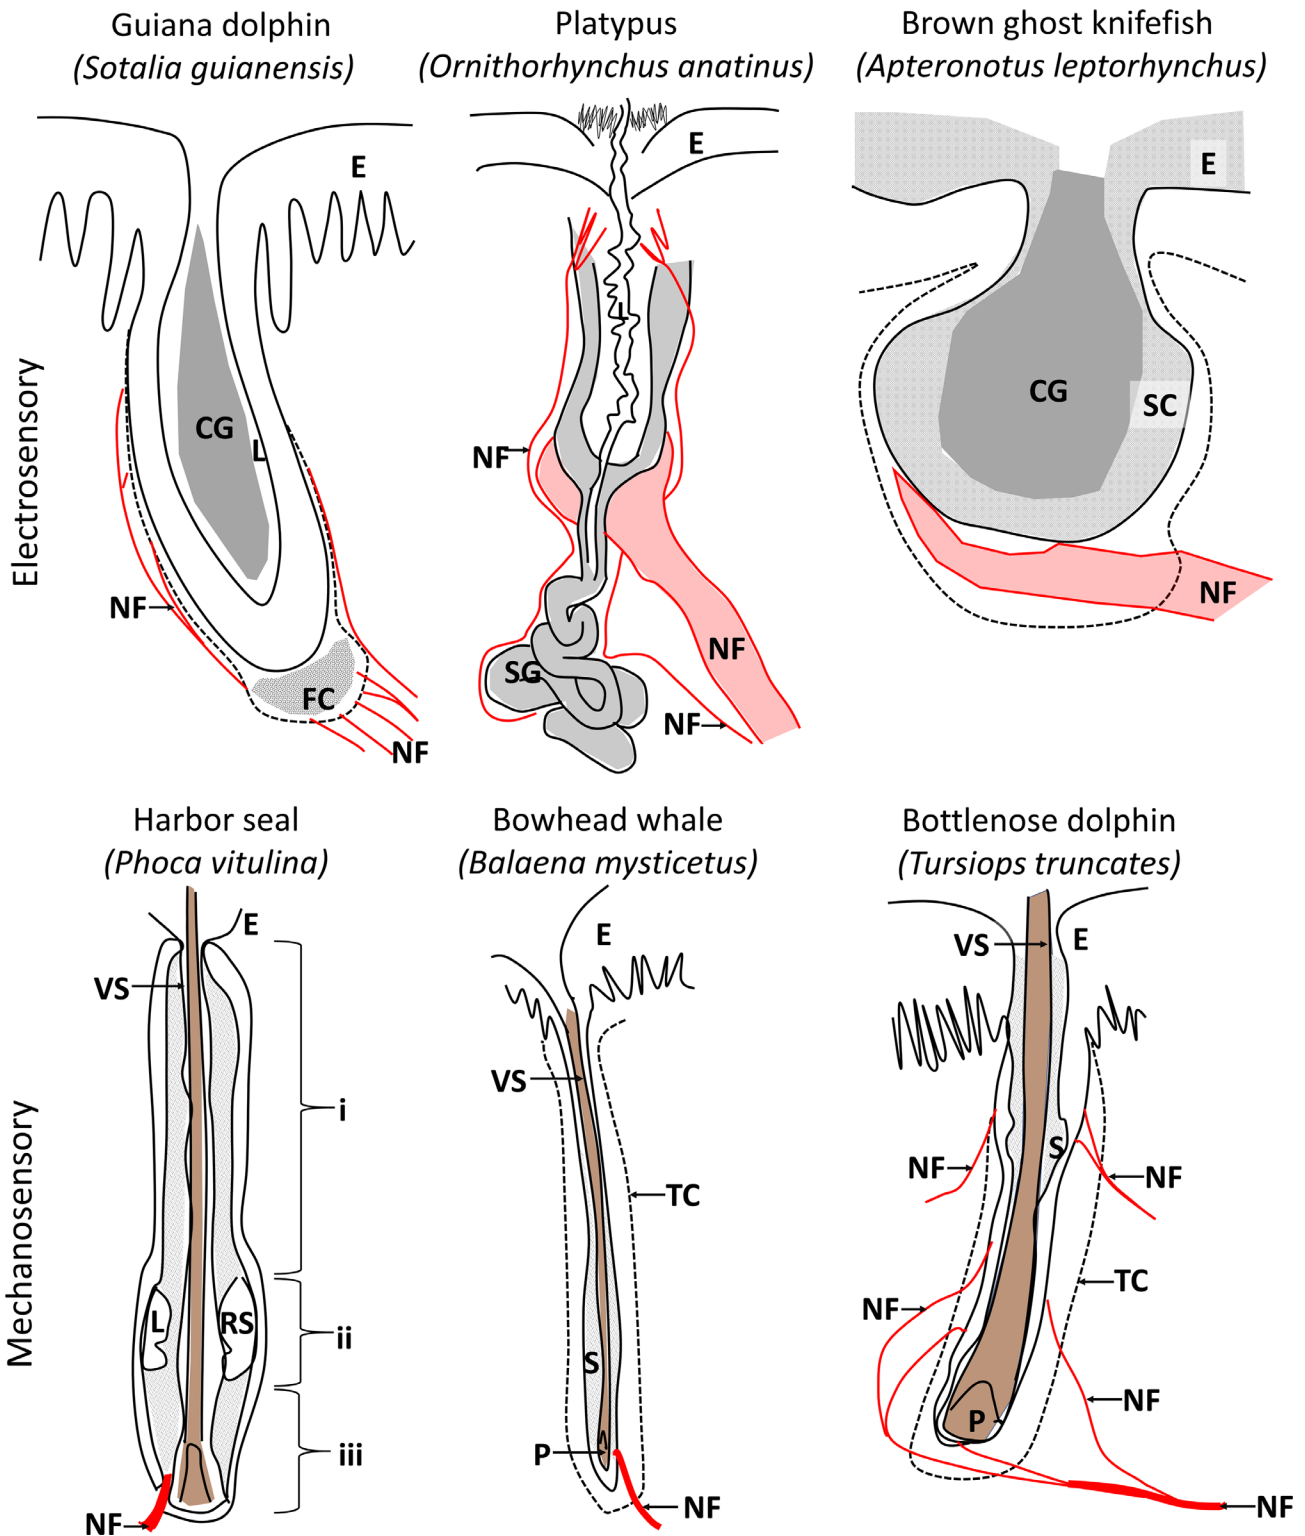 Guiana dolphin
(Sotalia guianensis)
Platypus
(Ornithorhynchus anatinus)
Brown ghost knifefish
(Apteronotus leptorhynchus)
Electrosensory
E
CG
L
NF
FC
NF
E
L
NF
SG
NF
NF
E
CG
SC
NF
Harbor seal
(Phoca vitulina)
Bowhead whale
(Balaena mysticetus)
Bottlenose dolphin
(Tursiops truncates)
Mechanosensory
E
VS
i
L
RS
ii
iii
NF
E
VS
TC
S
P
NF
VS
E
S
NF
NF
TC
NF
NF
P
NF